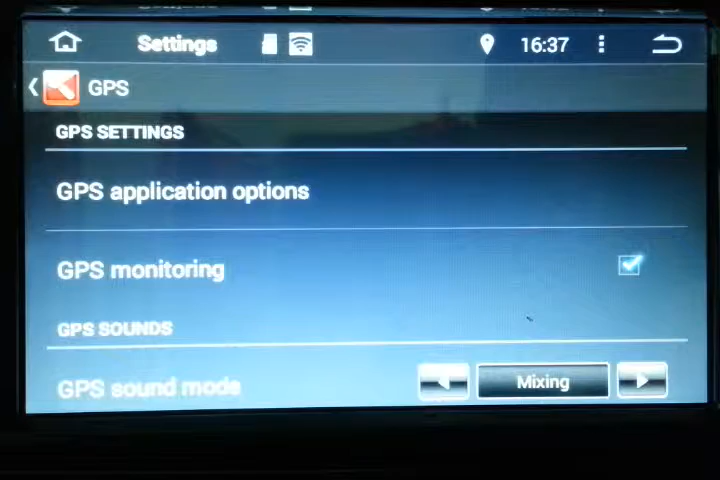 Settings 16:37
GPS
GPS SETTINGS
GPS application options
GPS monitoring
GPS SOUNDS
GPS sound mode Mixing